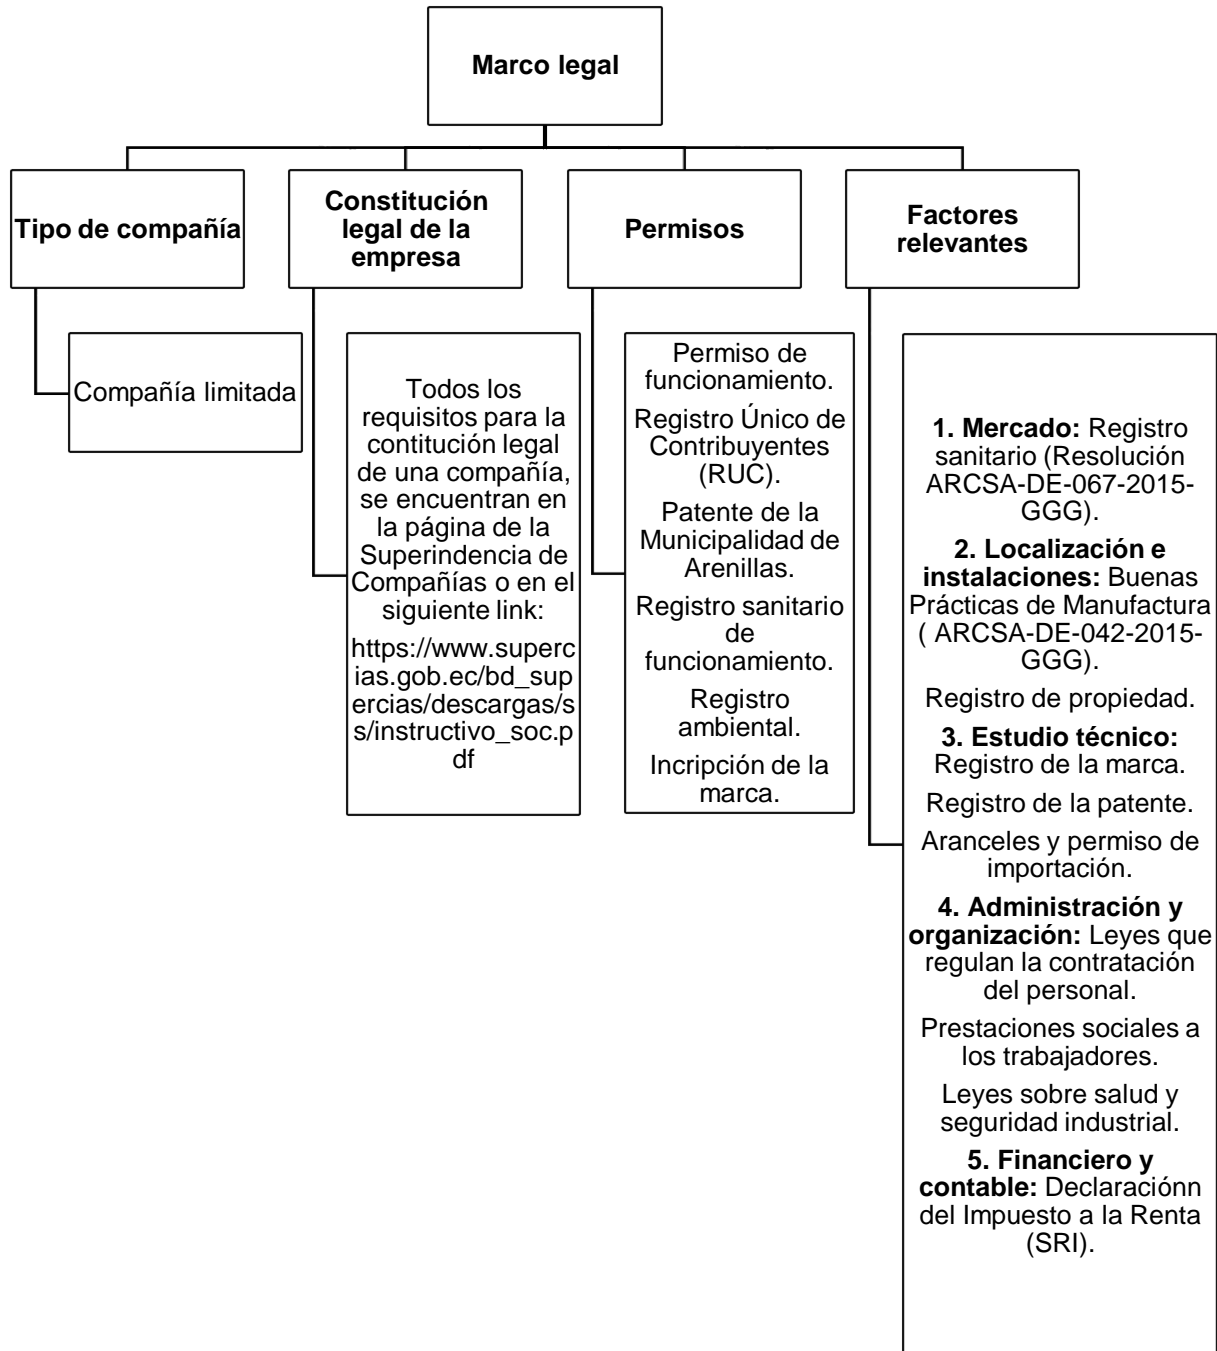 Marco legal
Tipo de compañía
Constitución
legal de la
empresa
Permisos
Factores
relevantes
Compañía limitada
Todos los
requisitos para la
contitución legal
de una compañía,
se encuentran en
la página de la
Superindencia de
Compañías o en el
siguiente link:
https://www.superc
ias.gob.ec/bd_sup
ercias/descargas/s
s/instructivo_soc.p
df
Permiso de
funcionamiento.
Registro Único de
Contribuyentes
(RUC).
Patente de la
Municipalidad de
Arenillas.
Registro sanitario
de
funcionamiento.
Registro
ambiental.
Incripción de la
marca.
1. Mercado: Registro
sanitario (Resolución
ARCSA-DE-067-2015-
GGG).
2. Localización e
instalaciones: Buenas
Prácticas de Manufactura
( ARCSA-DE-042-2015-
GGG).
Registro de propiedad.
3. Estudio técnico:
Registro de la marca.
Registro de la patente.
Aranceles y permiso de
importación.
4. Administración y
organización: Leyes que
regulan la contratación
del personal.
Prestaciones sociales a
los trabajadores.
Leyes sobre salud y
seguridad industrial.
5. Financiero y
contable: Declaraciónn
del Impuesto a la Renta
(SRI).